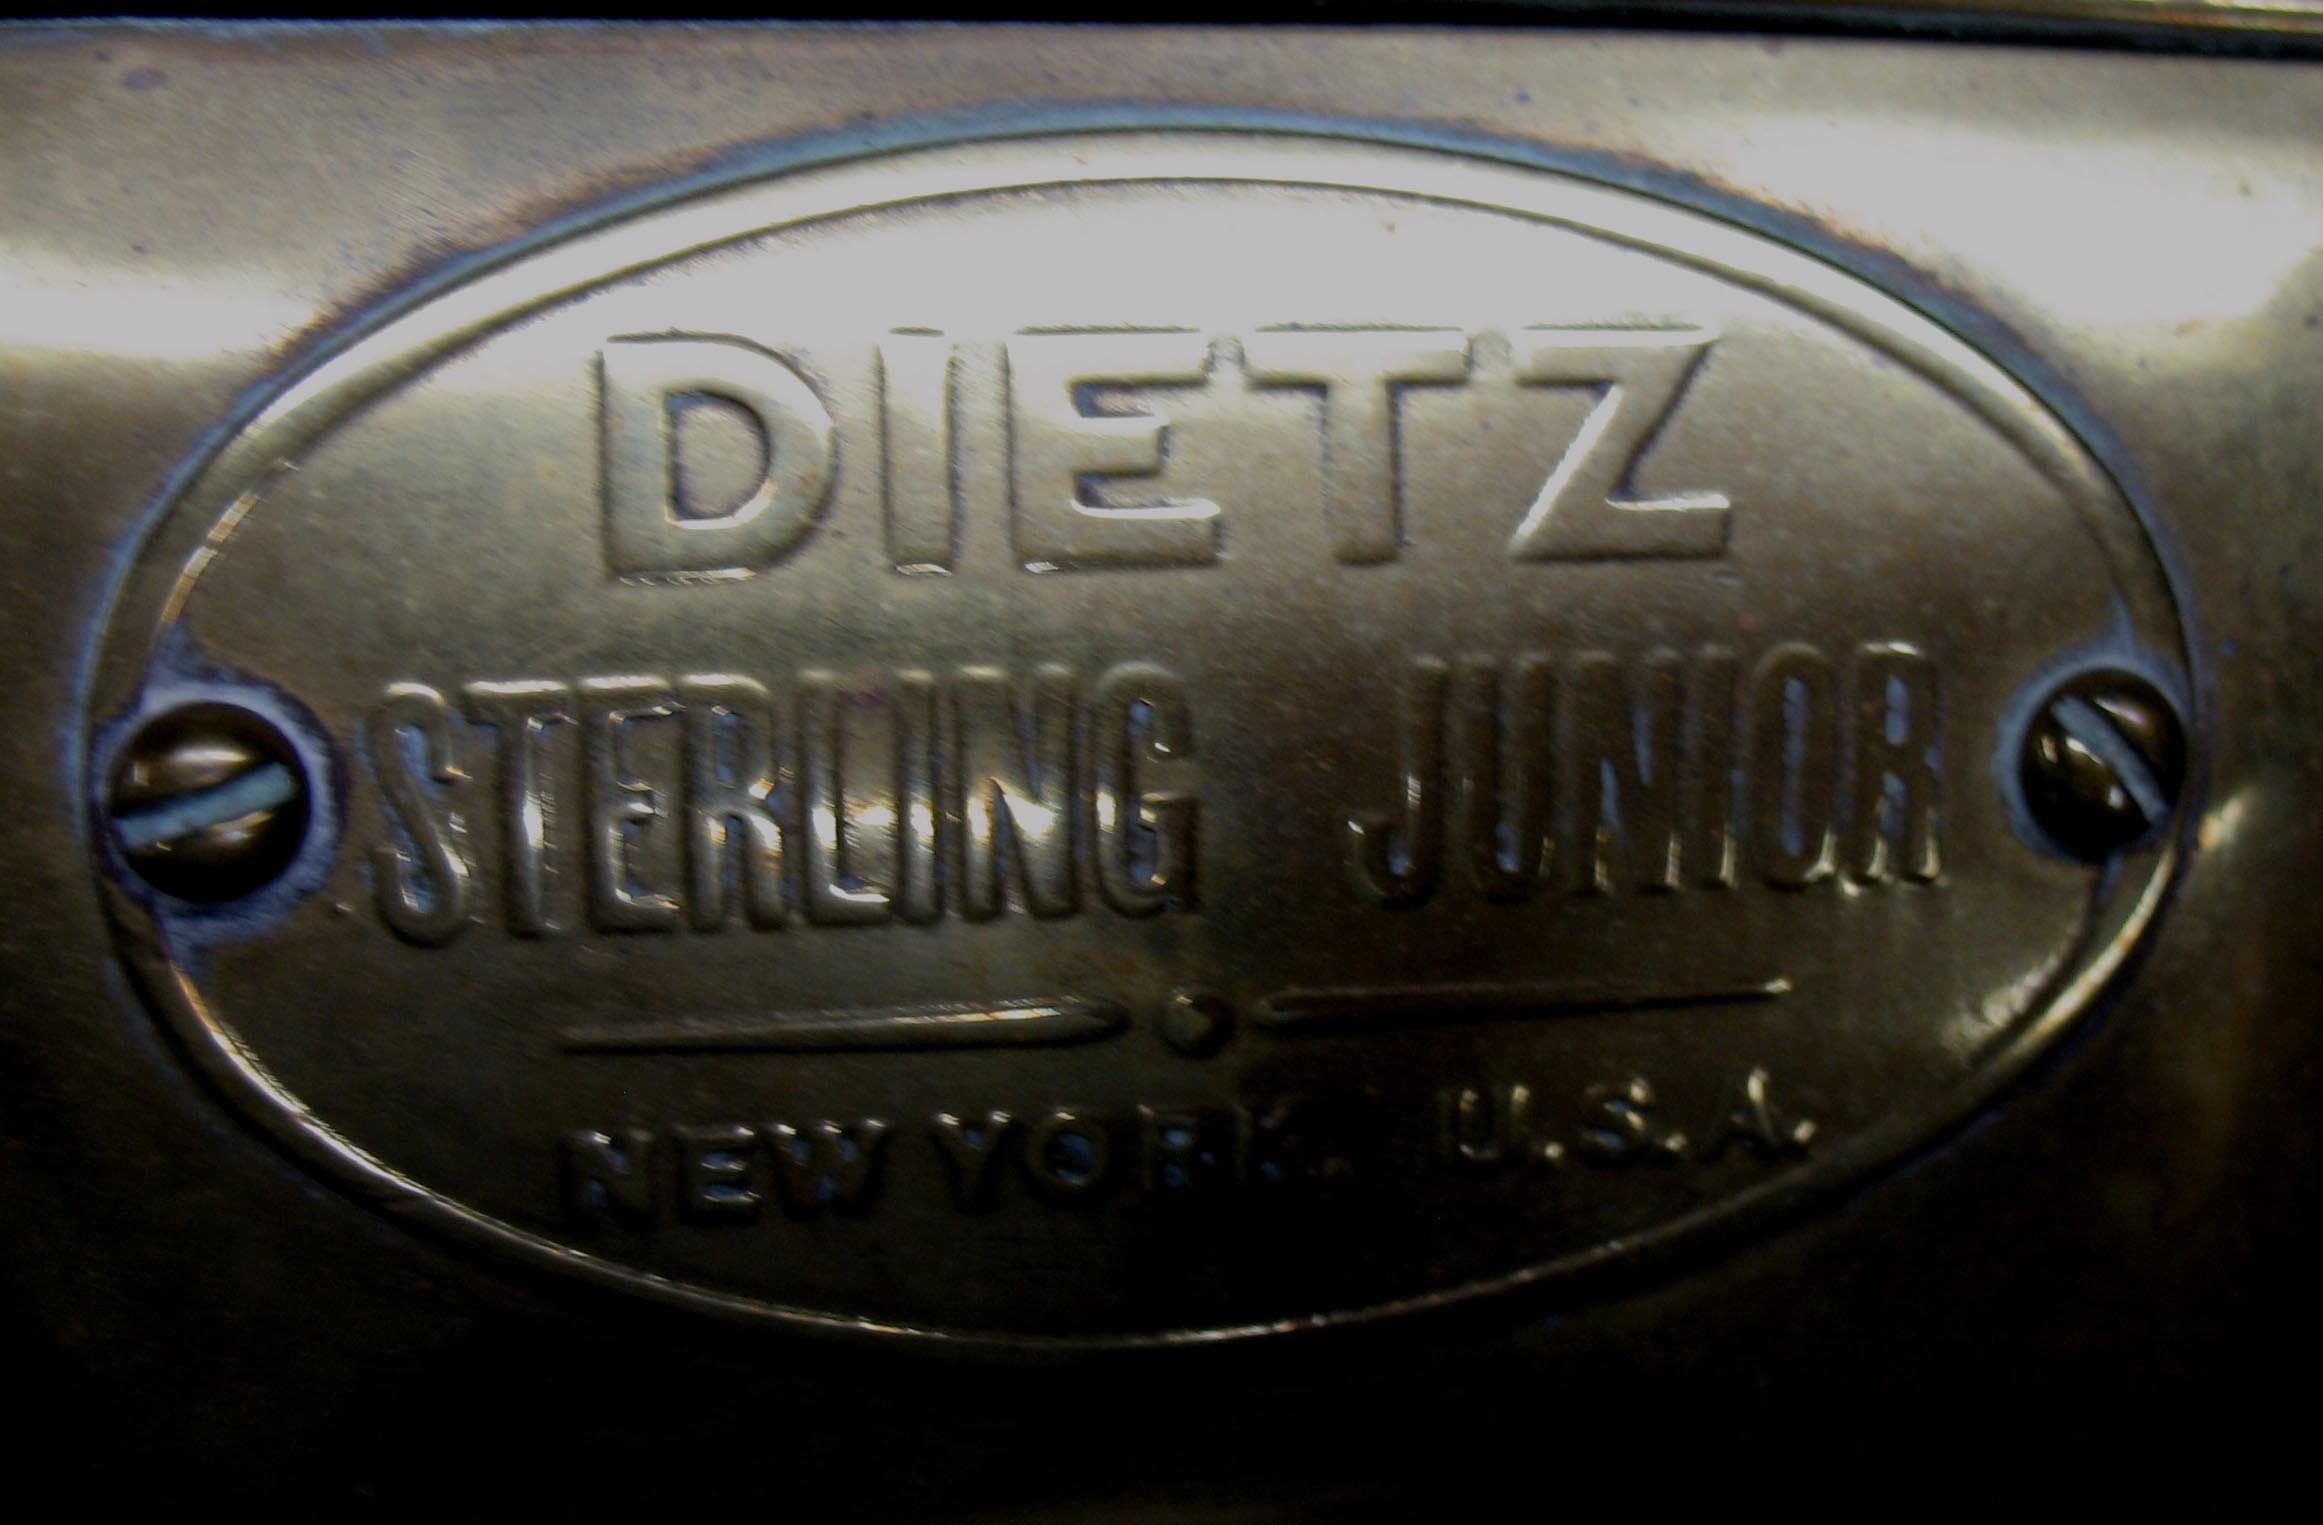 DIETZ
STERLING JUNIOR
NEW YORK, U.S.A.